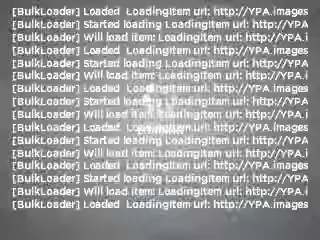 [BulkLoader] Loaded LoadingItem url: http://YPA.images
[BulkLoader] Started loading LoadingItem url: http://YPA
[BulkLoader] Will load item: LoadingItem url: http://YPA.i
[BulkLoader] Loaded LoadingItem url: http://YPA.images
[BulkLoader] Started loading LoadingItem url: http://YPA
[BulkLoader] Will load item: LoadingItem url: http://YPA.i
[BulkLoader] Loaded LoadingItem url: http://YPA.images
[BulkLoader] Started loading LoadingItem url: http://YPA
[BulkLoader] Will load item: LoadingItem url: http://YPA.i
[BulkLoader] Loaded LoadingItem url: http://YPA.images
[BulkLoader] Started loading LoadingItem url: http://YPA
[BulkLoader] Will load item: LoadingItem url: http://YPA.i
[BulkLoader] Loaded LoadingItem url: http://YPA.images
[BulkLoader] Started loading LoadingItem url: http://YPA
[BulkLoader] Will load item: LoadingItem url: http://YPA.i
[BulkLoader] Loaded LoadingItem url: http://YPA.images